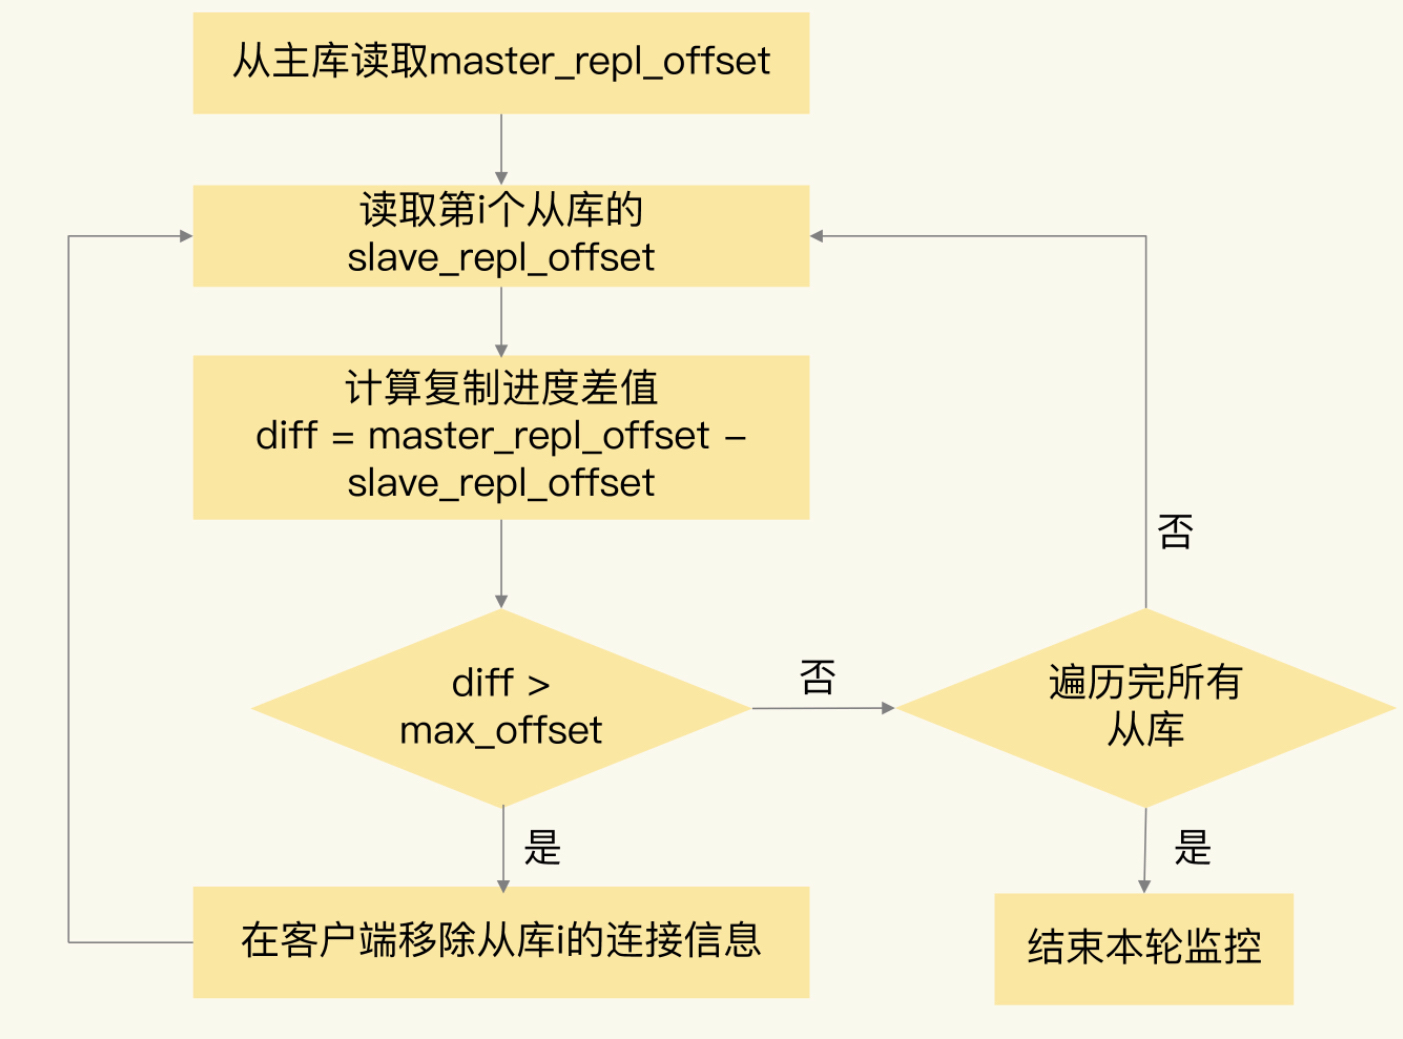 从主库读取master_repl_offset
读取第i个从库的
slave_repl_offset
计算复制进度差值
diff = master_repl_offset –
slave_repl_offset
否
diff >
max_offset
否
遍历完所有
从库
是
是
在客户端移除从库i的连接信息
结束本轮监控